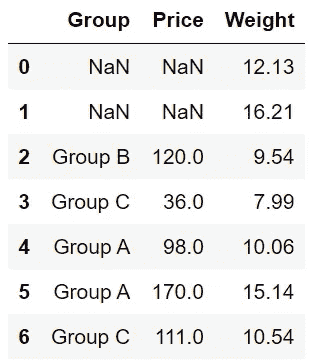 Group Price Weight
0 NaN NaN 12.13
1 NaN NaN 16.21
2 Group B 120.0 9.54
3 Group C 36.0 7.99
4 Group A 98.0 10.06
5 Group A 170.0 15.14
6 Group C 111.0 10.54